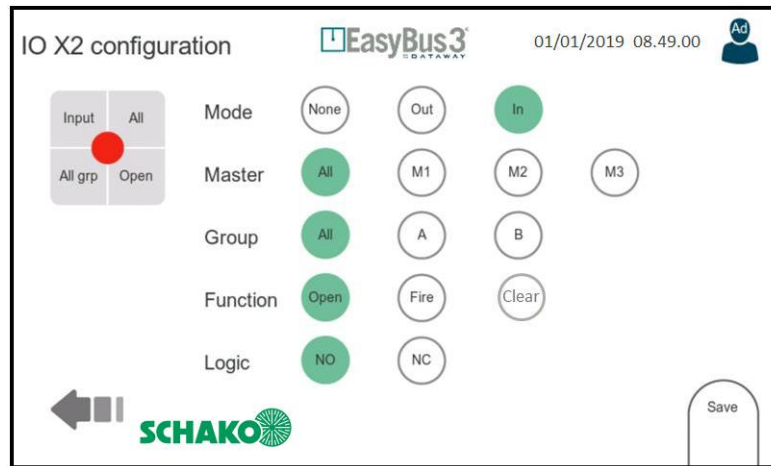 IO X2 configuration
EasyBus3
DATAWAY
01/01/2019 08.49.00
Ad
Input All
All grp Open
Mode None Out In
Master All M1 M2 M3
Group All A B
Function Open Fire Clear
Logic NO NC
SCHAKO
Save